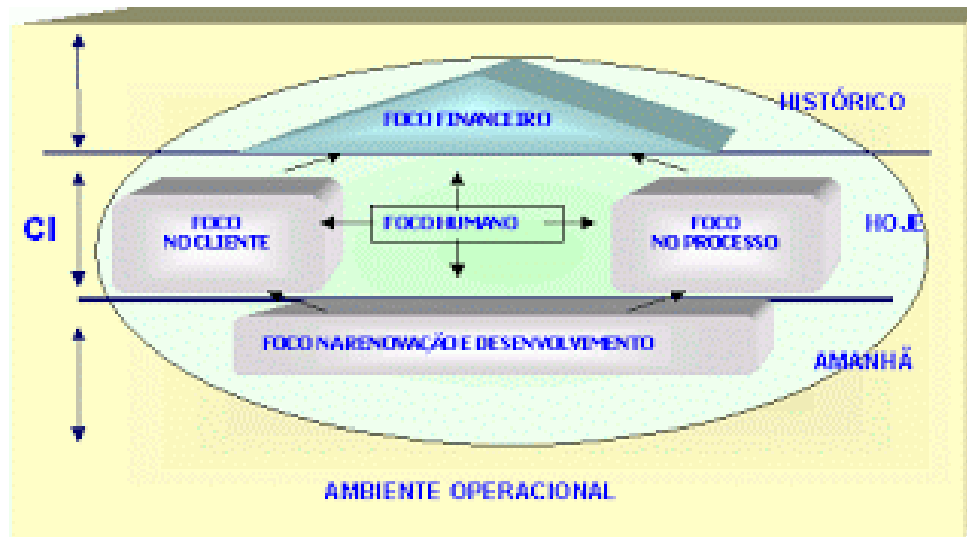 HISTÓRICO
FOCO FINANCEIRO
CI
FOCO
NO CLIENTE
FOCO HUMANO
FOCO
NO PROCESSO
HOJE
FOCO NA RENOVAÇÃO E DESENVOLVIMENTO
AMANHÃ
AMBIENTE OPERACIONAL